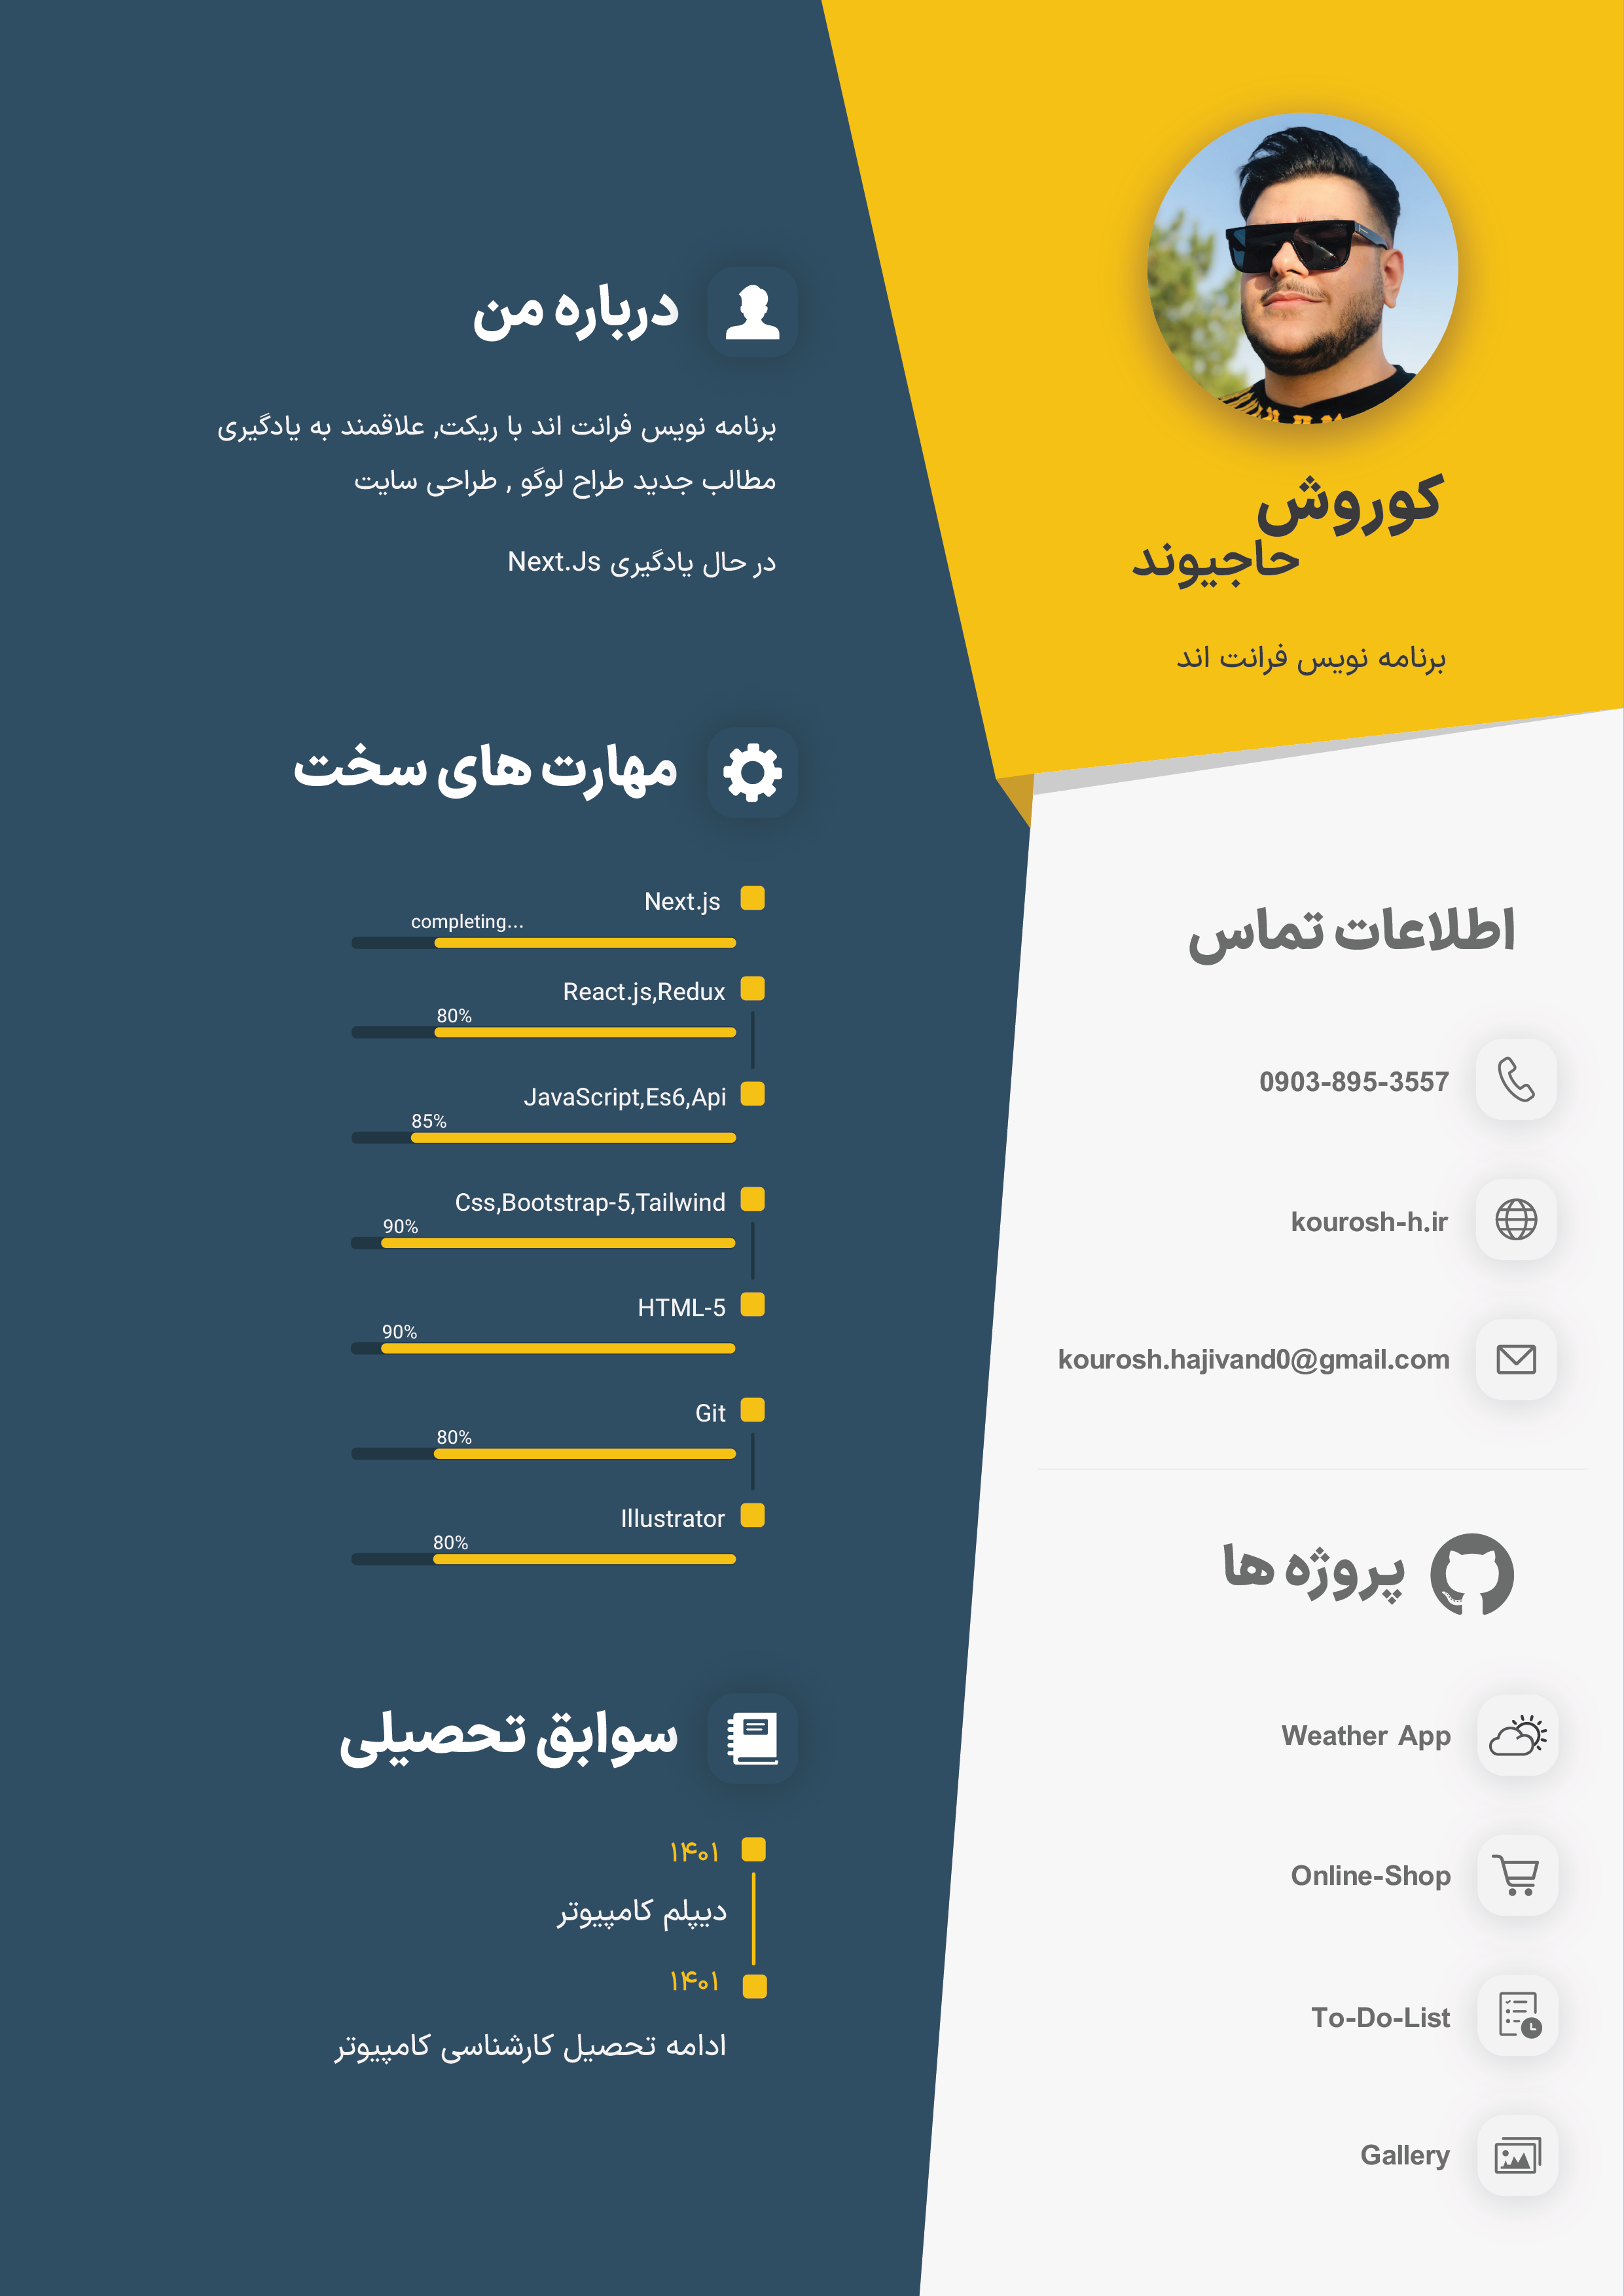 کوروش
حاجیوند
برنامه نویس فرانت اند
اطلاعات تماس
0903-895-3557
kourosh-h.ir
kourosh.hajivand0@gmail.com
پروژه ها
Weather App
Online-Shop
To-Do-List
Gallery
درباره من
برنامه نویس فرانت اند با ریکت, علاقمند به یادگیری
مطالب جدید طراح لوگو , طراحی سایت
در حال یادگیری Next.Js
مهارت های سخت
Next.js
completing...
React.js,Redux
80%
JavaScript,Es6,Api
85%
Css,Bootstrap-5,Tailwind
90%
HTML-5
90%
Git
80%
Illustrator
80%
سوابق تحصیلی
۱۴۰۱
دیپلم کامپیوتر
۱۴۰۱
ادامه تحصیل کارشناسی کامپیوتر